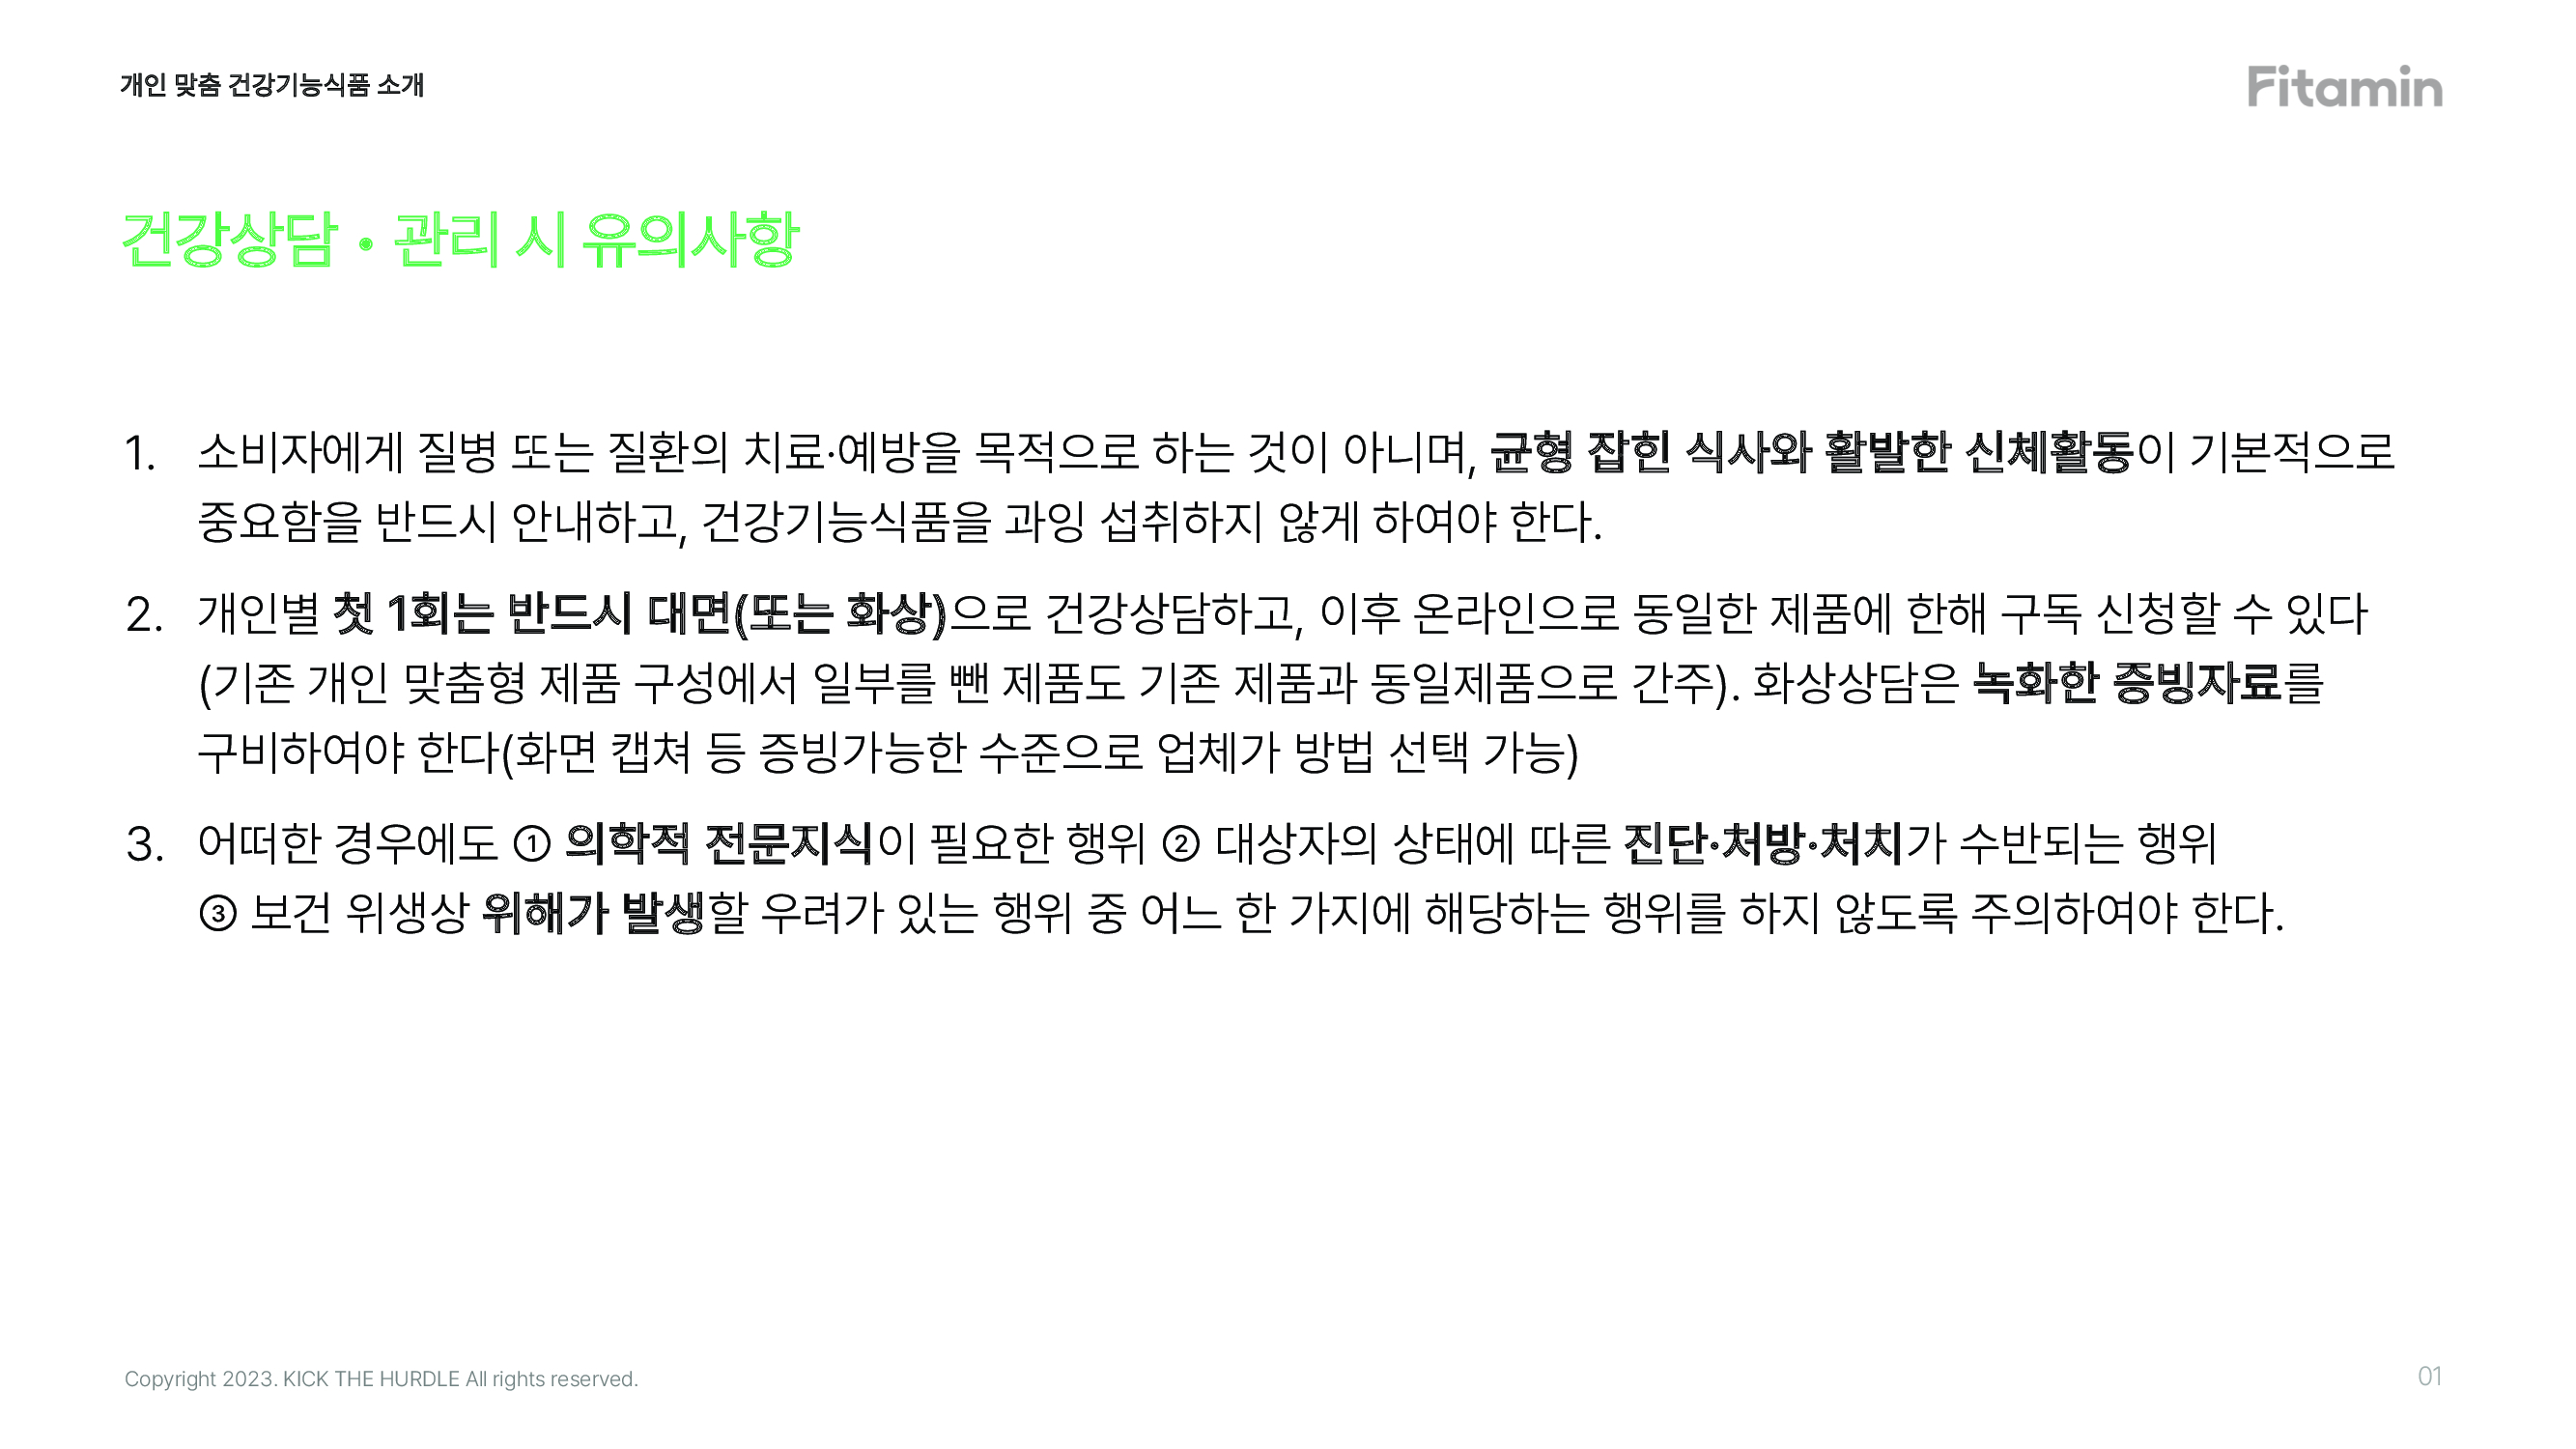 개인 맞춤 건강기능식품 소개
Fitamin
건강상담 • 관리 시 유의사항
1. 소비자에게 질병 또는 질환의 치료·예방을 목적으로 하는 것이 아니며, 균형 잡힌 식사와 활발한 신체활동이 기본적으로
중요함을 반드시 안내하고, 건강기능식품을 과잉 섭취하지 않게 하여야 한다.
2. 개인별 첫 1회는 반드시 대면(또는 화상)으로 건강상담하고, 이후 온라인으로 동일한 제품에 한해 구독 신청할 수 있다
(기존 개인 맞춤형 제품 구성에서 일부를 뺀 제품도 기존 제품과 동일제품으로 간주). 화상상담은 녹화한 증빙자료를
구비하여야 한다(화면 캡쳐 등 증빙가능한 수준으로 업체가 방법 선택 가능)
3. 어떠한 경우에도 ① 의학적 전문지식이 필요한 행위 ② 대상자의 상태에 따른 진단·처방·처치가 수반되는 행위
③ 보건 위생상 위해가 발생할 우려가 있는 행위 중 어느 한 가지에 해당하는 행위를 하지 않도록 주의하여야 한다.
Copyright 2023. KICK THE HURDLE All rights reserved.
01